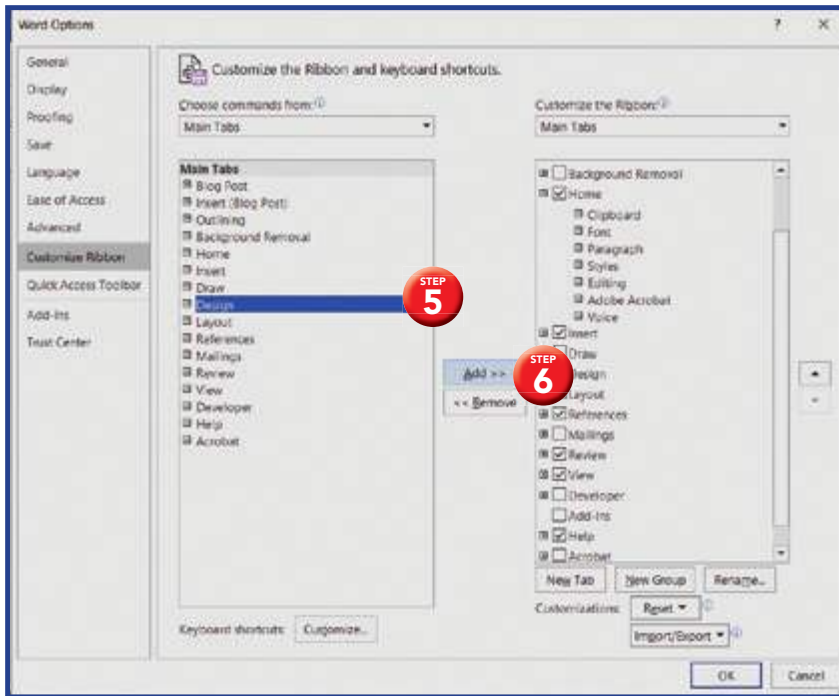 Word Options
? ×
General
Display
Proofing
Save
Language
Ease of Access
Advanced
Customize Ribbon
Quick Access Toolbar
Add-ins
Trust Center
Customize the Ribbon and keyboard shortcuts.
Choose commands from:
Main Tabs
Main Tabs
Blog Post
Insert (Blog Post)
Outlining
Background Removal
Home
Insert
Draw
Design
Layout
References
Mailings
Review
View
Developer
Help
Acrobat
Keyboard shortcuts: Customize...
STEP
5
Add >>
<< Remove
STEP
6
Customize the Ribbon:
Main Tabs
Background Removal
Home
Clipboard
Font
Paragraph
Styles
Editing
Adobe Acrobat
Voice
Insert
Draw
Design
Layout
References
Mailings
Review
View
Developer
Add-ins
Help
Acrobat
New Tab New Group Rename...
Customizations: Reset
Import/Export
OK Cancel